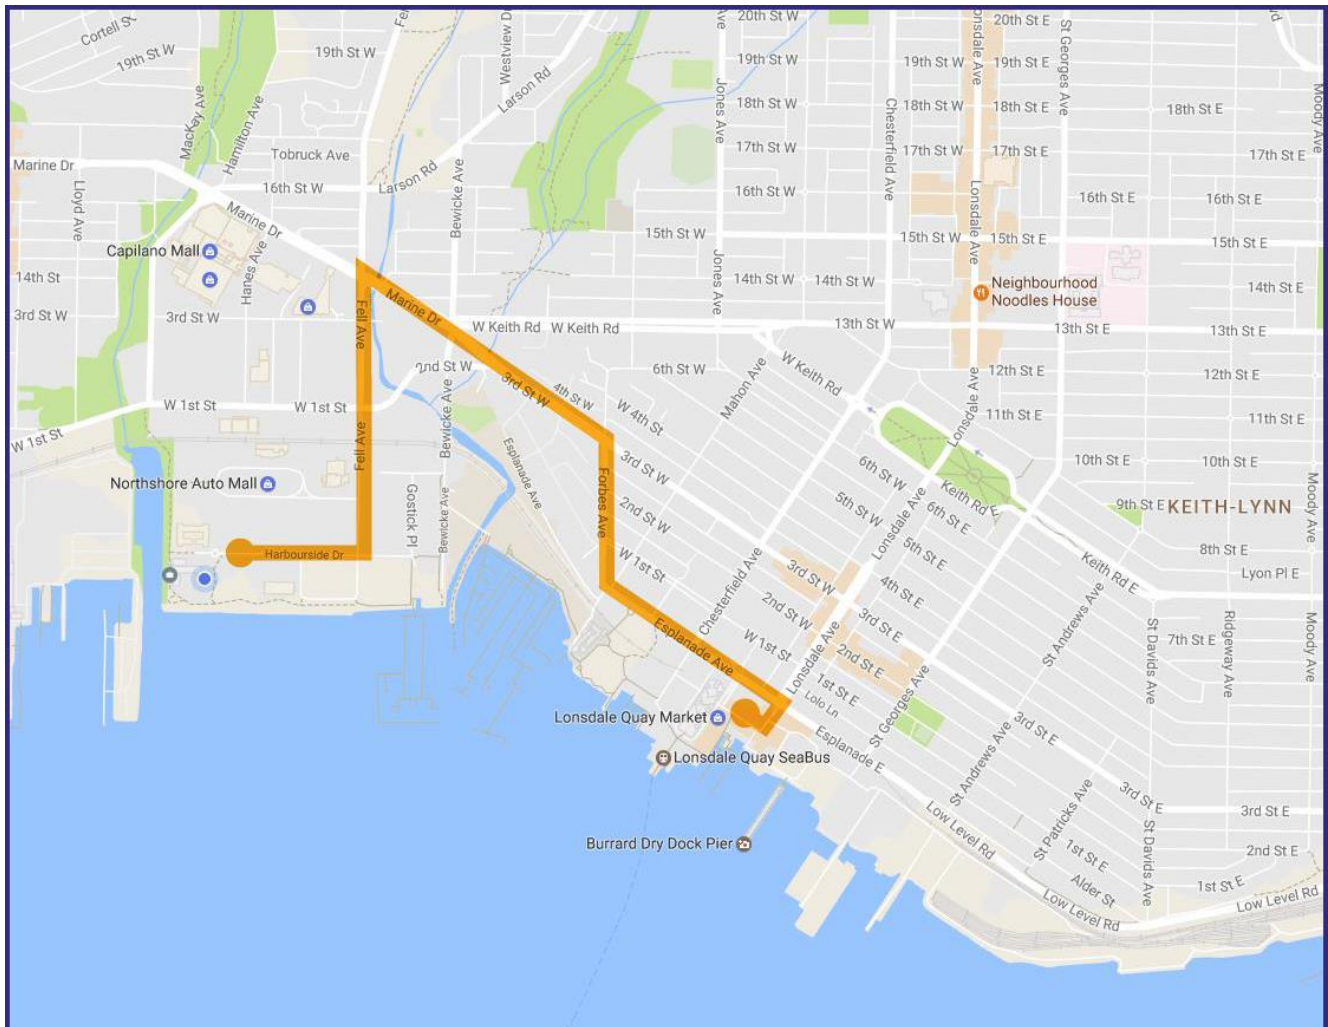 20th St W
20th St E
Cortell St
19th St W
19th St W
Westview Dr
Larson Rd
Jones Ave
19th St W
Lonsdale Ave
19th St E
St Georges Ave
MacKay Ave
Hamilton Ave
18th St W
Chesterfield Ave
18th St W
18th St E
18th St E
Moody Ave
Tobruck Ave
17th St W
17th St W
17th St E
17th St E
Marine Dr
Larson Rd
Lloyd Ave
16th St W
Bewicke Ave
16th St W
Lonsdale Ave
16th St E
16th St E
Marine Dr
15th St W
15th St W
15th St E
15th St E
Capilano Mall
Hanes Ave
Jones Ave
14th St
14th St W
14th St W
Neighbourhood
Noodles House
14th St E
3rd St W
3rd St W
Fell Ave
Marine Dr
W Keith Rd
W Keith Rd
13th St W
13th St E
13th St E
2nd St W
3rd St W
4th St W
6th St W
Mahon Ave
W Keith Rd
12th St E
12th St E
W 1st St
W 1st St
Bewicke Ave
W 4th St
Lonsdale Ave
11th St E
11th St E
W 1st St
Fell Ave
Esplanade Ave
3rd St W
6th St W
10th St E
10th St E
Northshore Auto Mall
Gostick Pl
Bewicke Ave
Forbes Ave
2nd St W
5th St W
Keith Rd
6th St E
9th St E
KEITH-LYNN
Moody Ave
Lonsdale Ave
5th St E
8th St E
Harbourside Dr
W 1st St
Chesterfield Ave
3rd St W
4th St E
Keith Rd E
Lyon Pl E
2nd St W
3rd St E
St Andrews Ave
St Davids Ave
Ridgeway Ave
Moody Ave
Esplanade Ave
W 1st St
Lonsdale Ave
2nd St E
7th St E
1st St E
Lolo Ln
St Georges Ave
Lonsdale Quay Market
Esplanade E
3rd St E
Lonsdale Quay SeaBus
St Andrews Ave
3rd St E
3rd St E
Low Level Rd
St Patricks Ave
Burrard Dry Dock Pier
1st St E
St Davids Ave
2nd St E
Alder St
1st St E
Low Level Rd
Low Level Rd